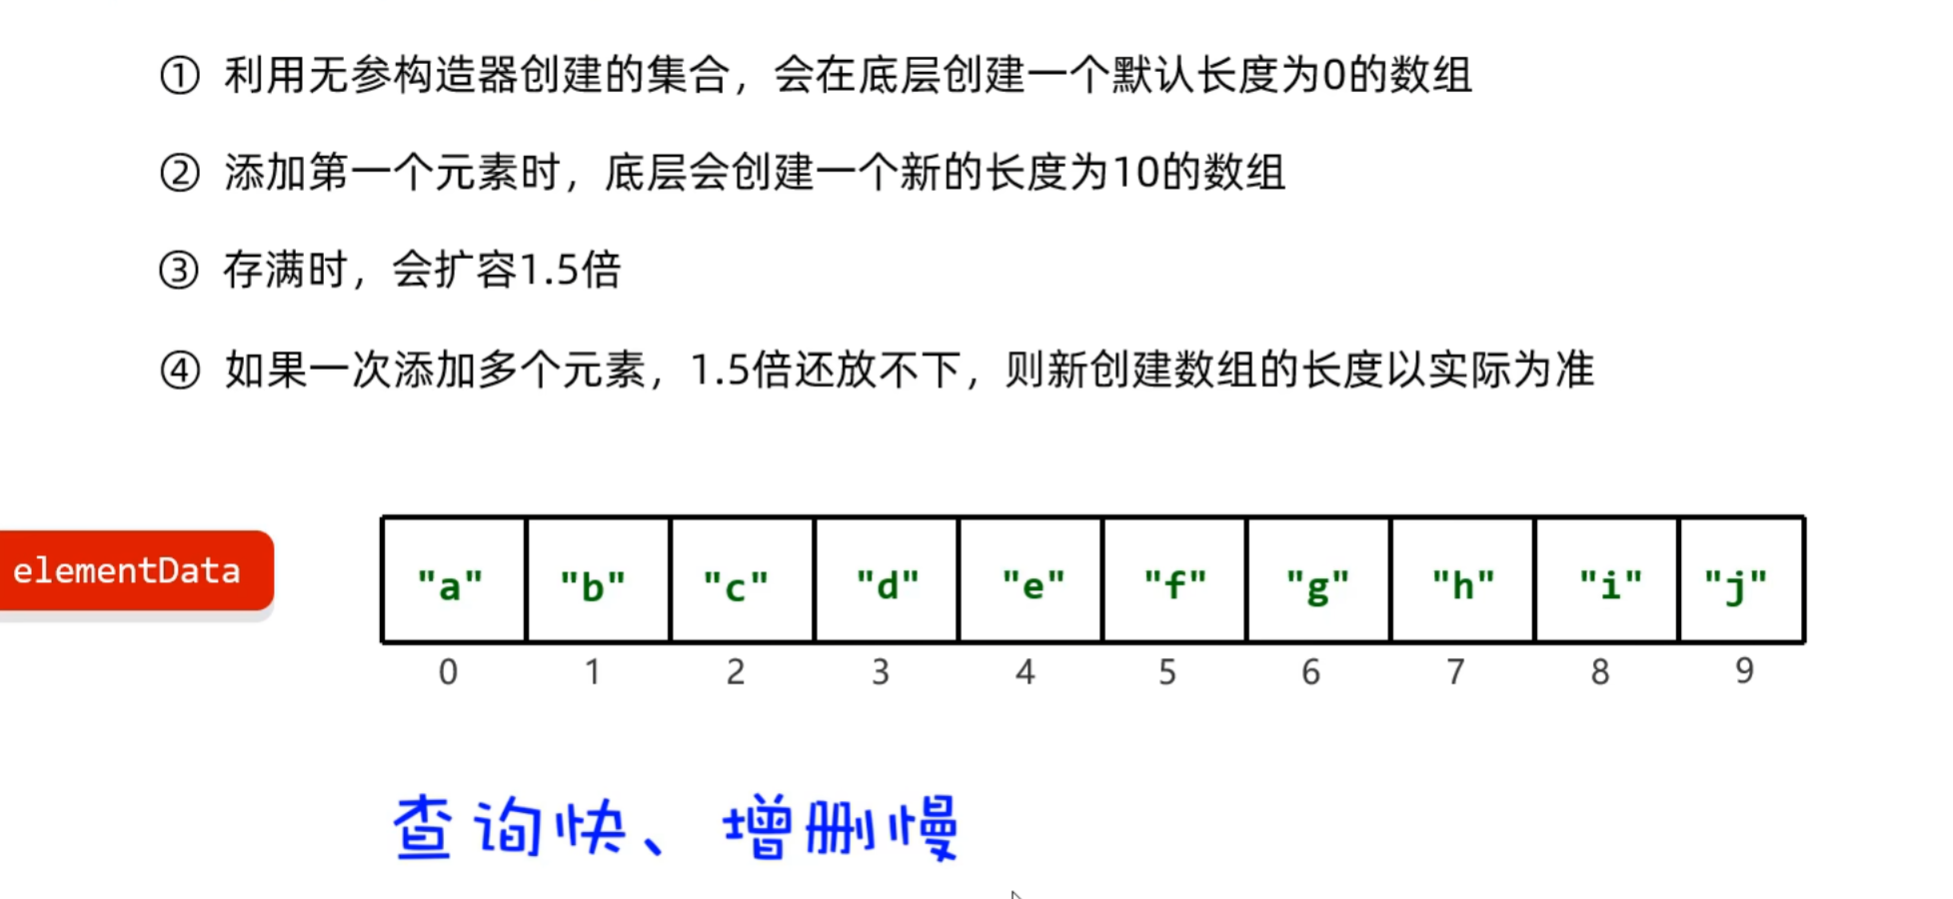 ① 利用无参构造器创建的集合，会在底层创建一个默认长度为0的数组
② 添加第一个元素时，底层会创建一个新的长度为10的数组
③ 存满时，会扩容1.5倍
④ 如果一次添加多个元素，1.5倍还放不下，则新创建数组的长度以实际为准
elementData
"a" "b" "c" "d" "e" "f" "g" "h" "i" "j"
0 1 2 3 4 5 6 7 8 9
查询快、增删慢